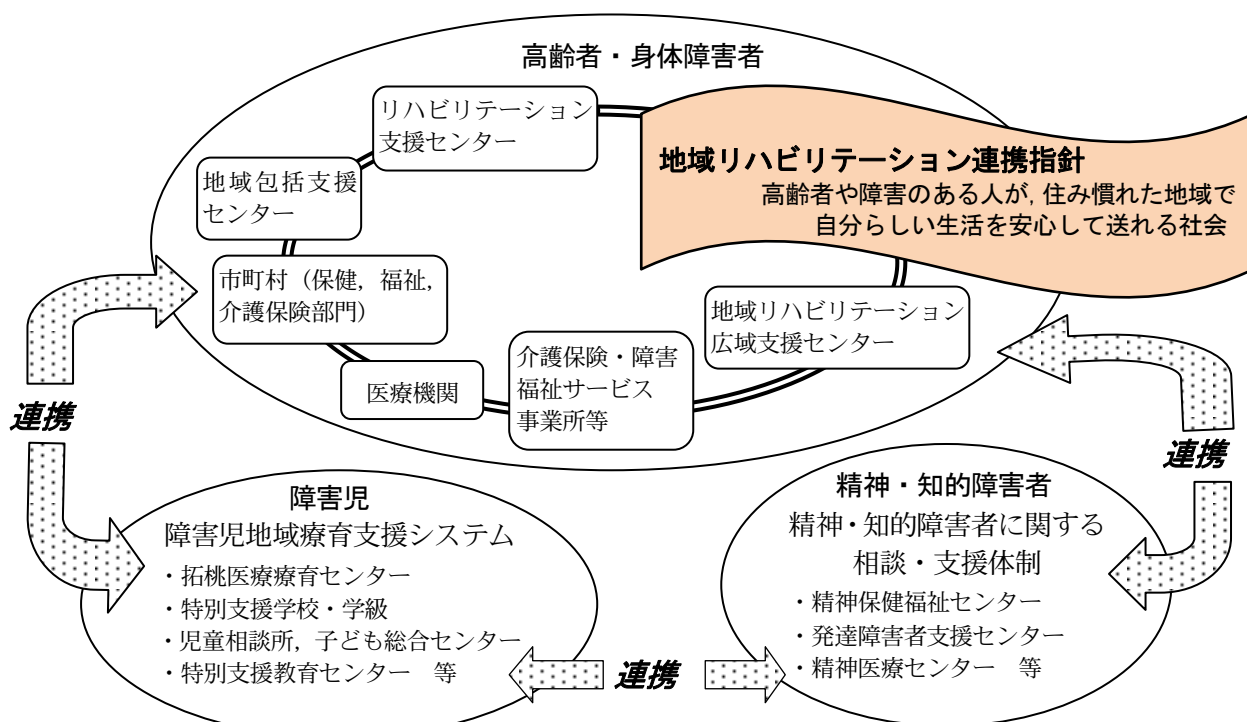 高齢者・身体障害者
リハビリテーション
支援センター
地域リハビリテーション連携指針
高齢者や障害のある人が,住み慣れた地域で
自分らしい生活を安心して送れる社会
地域包括支援
センター
市町村（保健，福祉，
介護保険部門）
地域リハビリテーション
広域支援センター
医療機関
介護保険・障害
福祉サービス
事業所等
連携
連携
障害児
障害児地域療育支援システム
・拓桃医療療育センター
・特別支援学校・学級
・児童相談所，子ども総合センター
・特別支援教育センター　等
連携
精神・知的障害者
精神・知的障害者に関する
相談・支援体制
・精神保健福祉センター
・発達障害者支援センター
・精神医療センター　等